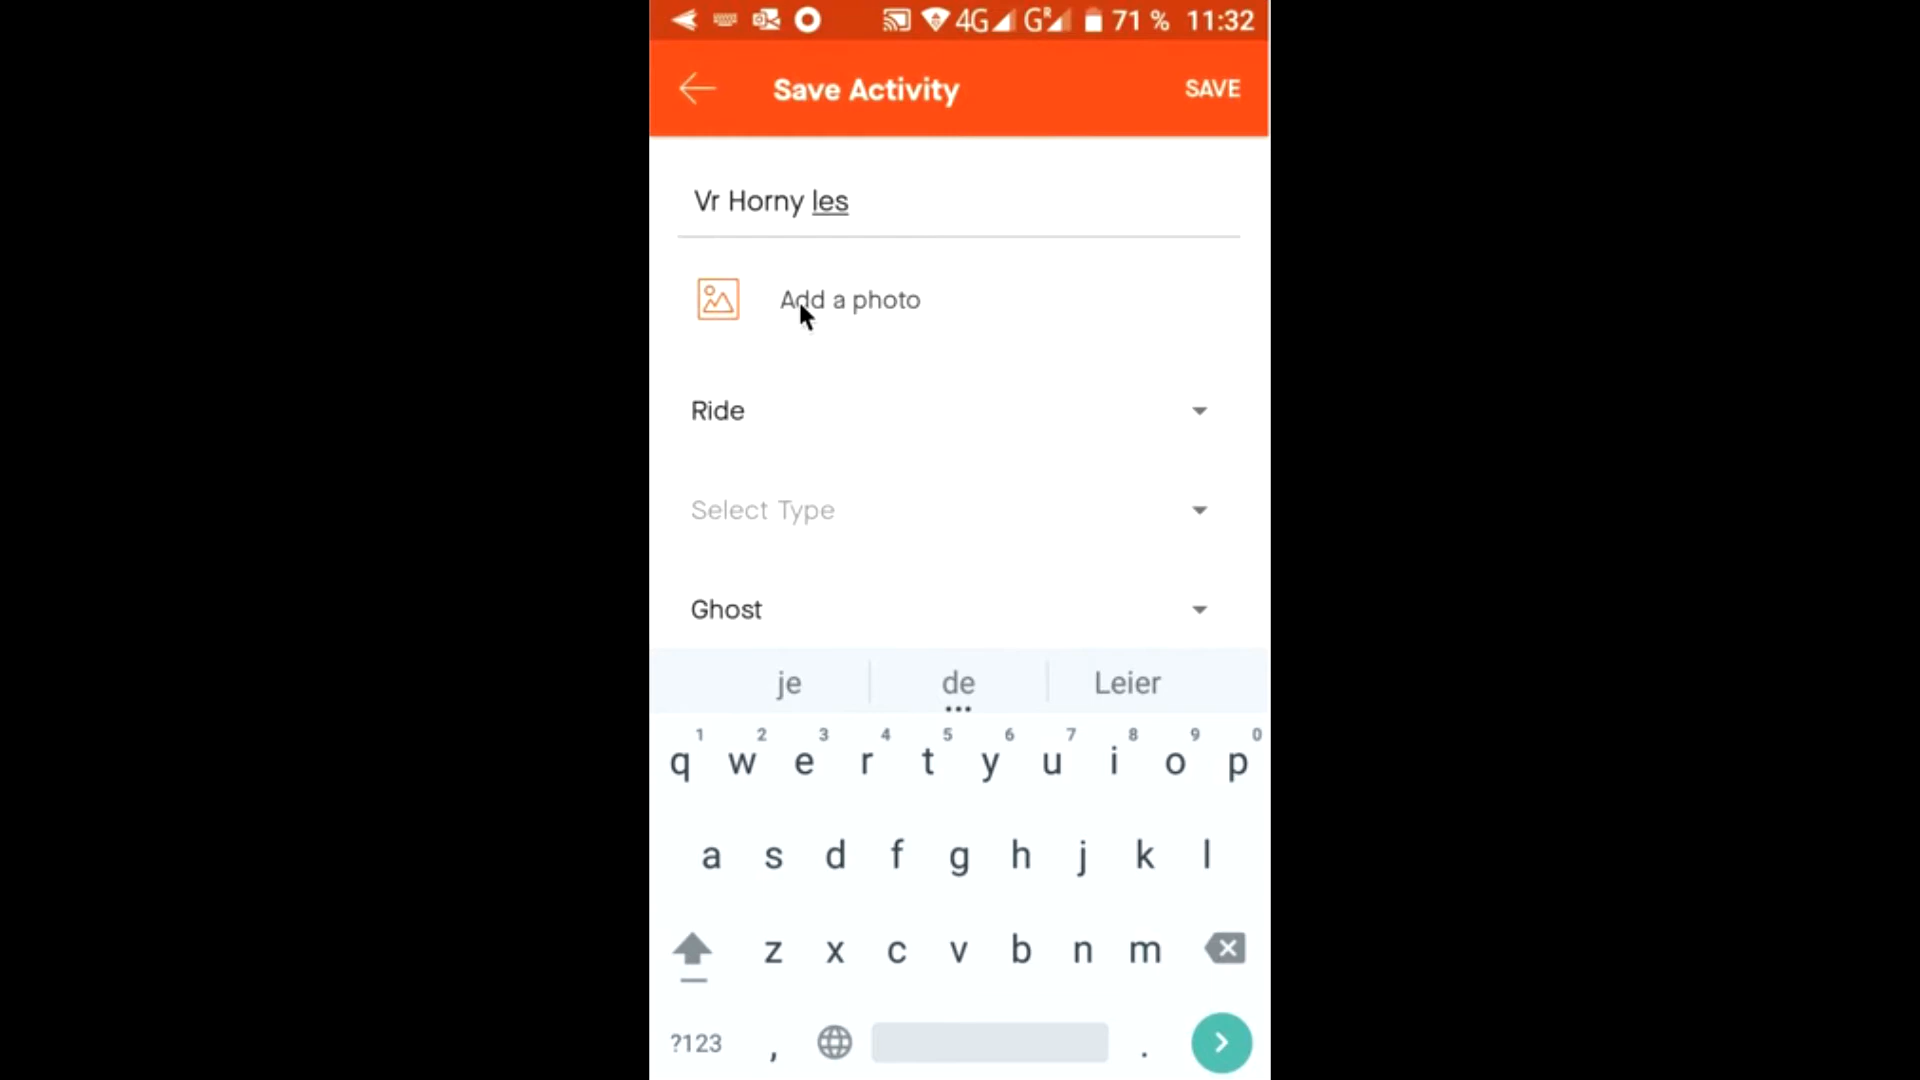 4G G R 71 % 11:32
Save Activity SAVE
Vr Horny les
Add a photo
Ride
Select Type
Ghost
je de Leier
1 2 3 4 5 6 7 8 9 0
q w e r t y u i o p
a s d f g h j k l
z x c v b n m
?123 , .